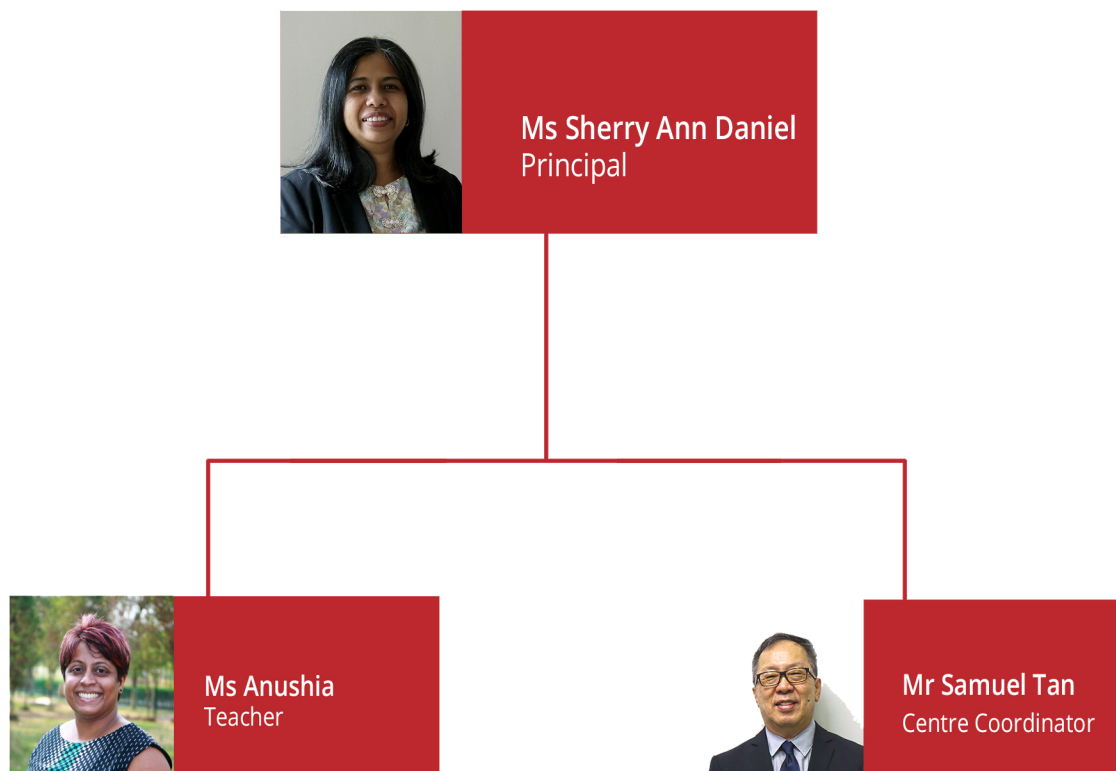 Ms Sherry Ann Daniel
Principal
Ms Anushia
Teacher
Mr Samuel Tan
Centre Coordinator